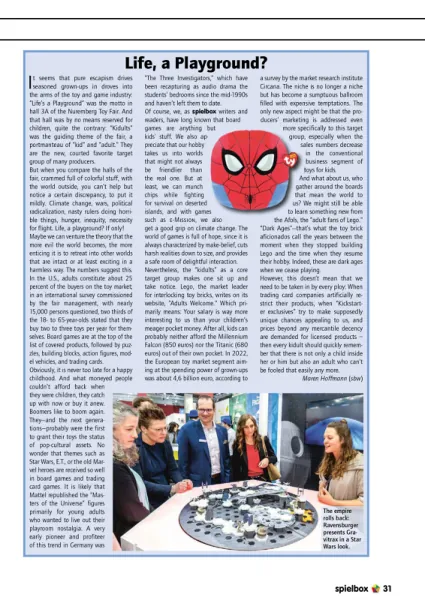 Life, a Playground?
It seems that pure escapism drives
seasoned grown-ups in droves into
the arms of the toy and game industry:
"Life's a Playground" was the motto in
hall 3A of the Nuremberg Toy Fair. And
that hall was by no means reserved for
children, quite the contrary: "Kidults"
was the guiding theme of the fair, a
portmanteau of "kid" and "adult." They
are the new, courted favorite target
group of many producers.
But when you compare the halls of the
fair, crammed full of colorful stuff, with
the world outside, you can't help but
notice a certain discrepancy, to put it
mildly. Climate change, wars, political
radicalization, nasty rulers doing horri-
ble things, hunger, inequity, necessity
for flight. Life, a playground? If only!
Maybe we can venture the theory that the
more evil the world becomes, the more
enticing it is to retreat into other worlds
that are intact or at least exciting in a
harmless way. The numbers suggest this.
In the U.S., adults constitute about 25
percent of the buyers on the toy market;
in an international survey commissioned
by the fair management, with nearly
15,000 persons questioned, two thirds of
the 18- to 65-year-olds stated that they
buy two to three toys per year for them-
selves. Board games are at the top of the
list of covered products, followed by puz-
zles, building blocks, action figures, mod-
el vehicles, and trading cards.
Obviously, it is never too late for a happy
childhood. And what moneyed people
couldn't afford back when
they were children, they catch
up with now or buy it anew.
Boomers like to boom again.
They—and the next genera-
tions—probably were the first
to grant their toys the status
of pop-cultural assets. No
wonder that themes such as
Star Wars, E.T., or the old Mar-
vel heroes are received so well
in board games and trading
card games. It is likely that
Mattel republished the "Mas-
ters of the Universe" figures
primarily for young adults
who wanted to live out their
playroom nostalgia. A very
early pioneer and profiteer
of this trend in Germany was
"The Three Investigators," which have
been recapturing as audio drama the
students' bedrooms since the mid-1990s
and haven't left them to date.
Of course, we, as spielbox writers and
readers, have long known that board
games are anything but
kids' stuff. We also ap-
preciate that our hobby
takes us into worlds
that might not always
be friendlier than
the real one. But at
least, we can munch
chips while fighting
for survival on deserted
islands, and with games
such as E-Mission, we also
get a good grip on climate change. The
world of games is full of hope, since it is
always characterized by make-belief, cuts
harsh realities down to size, and provides
a safe room of delightful interaction.
Nevertheless, the "kidults" as a core
target group makes one sit up and
take notice. Lego, the market leader
for interlocking toy bricks, writes on its
website, "Adults Welcome." Which pri-
marily means: Your salary is way more
interesting to us than your children's
meager pocket money. After all, kids can
probably neither afford the Millennium
Falcon (850 euros) nor the Titanic (680
euros) out of their own pocket. In 2022,
the European toy market segment aim-
ing at the spending power of grown-ups
was about 4,6 billion euro, according to
a survey by the market research institute
Circana. The niche is no longer a niche
but has become a sumptuous ballroom
filled with expensive temptations. The
only new aspect might be that the pro-
ducers' marketing is addressed even
more specifically to this target
group, especially when the
sales numbers decrease
in the conventional
business segment of
toys for kids.
And what about us, who
gather around the boards
that mean the world to
us? We might still be able
to learn something new from
the Afols, the "adult fans of Lego."
"Dark Ages"—that's what the toy brick
aficionados call the years between the
moment when they stopped building
Lego and the time when they resume
their hobby. Indeed, these are dark ages
when we cease playing.
However, this doesn't mean that we
need to be taken in by every ploy: When
trading card companies artificially re-
strict their products, when "Kickstart-
er exclusives" try to make supposedly
unique chances appealing to us, and
prices beyond any mercantile decency
are demanded for licensed products –
then every kidult should quickly remem-
ber that there is not only a child inside
her or him but also an adult who can't
be fooled that easily any more.
Maren Hoffmann (sbw)
ty
The empire
rolls back:
Ravensburger
presents Gra-
vitrax in a Star
Wars look.
spielbox 31